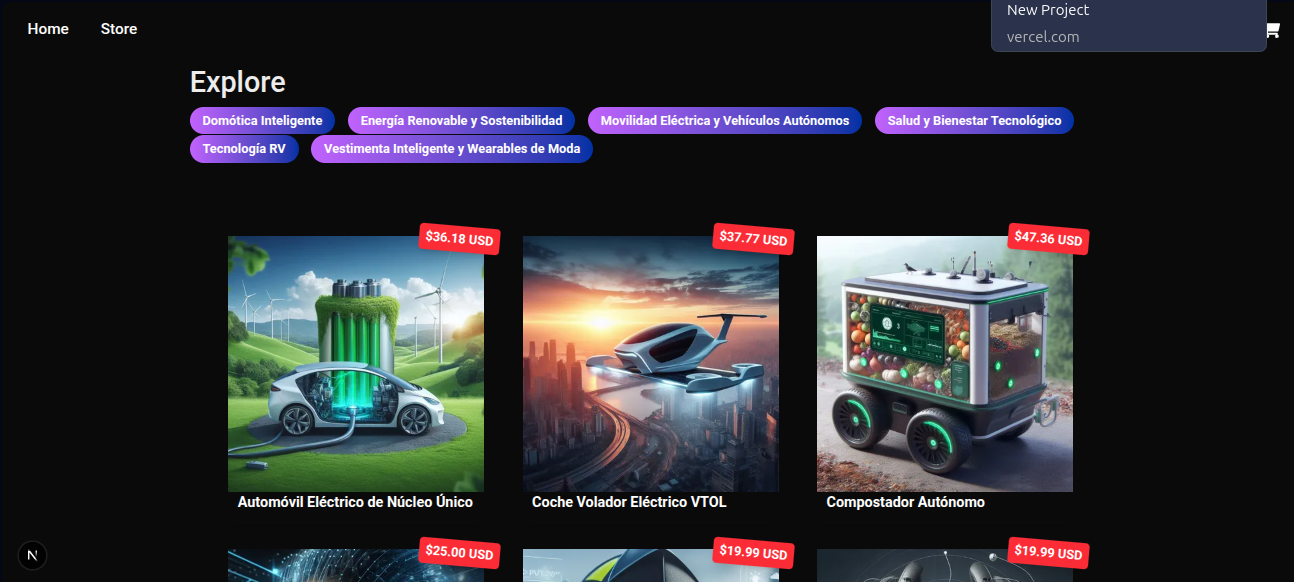 New Project
vercel.com
Home
Store
Explore
Domótica Inteligente
Energía Renovable y Sostenibilidad
Movilidad Eléctrica y Vehículos Autónomos
Salud y Bienestar Tecnológico
Tecnología RV
Vestimenta Inteligente y Wearables de Moda
$36.18 USD
$37.77 USD
$47.36 USD
Automóvil Eléctrico de Núcleo Único
Coche Volador Eléctrico VTOL
Compostador Autónomo
$25.00 USD
$19.99 USD
$19.99 USD
N